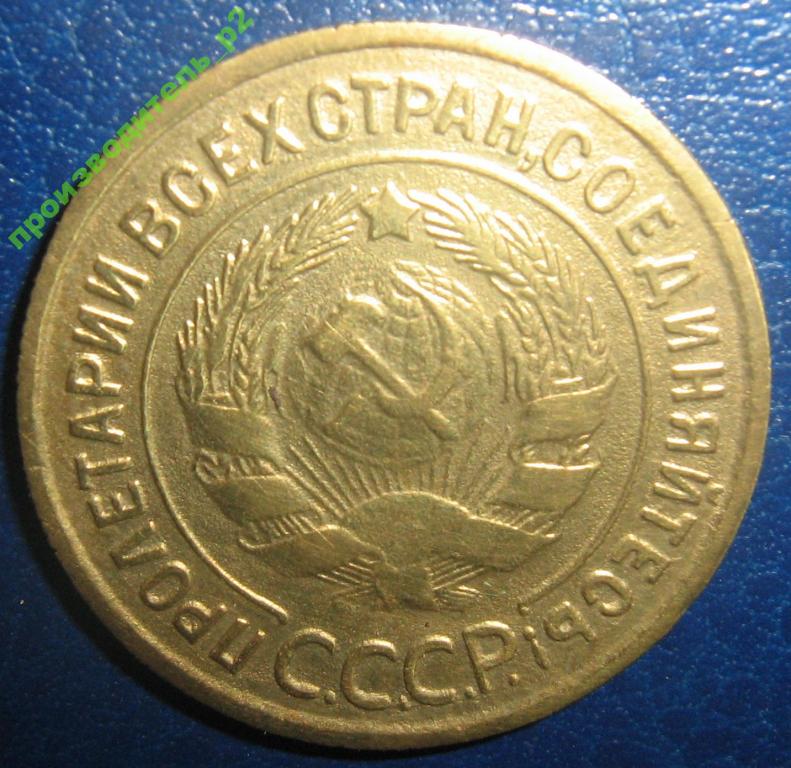 производитель_р2
ПРОЛЕТАРИИ ВСЕХ СТРАН, СОЕДИНЯЙТЕСЬ!
С.С.С.Р.